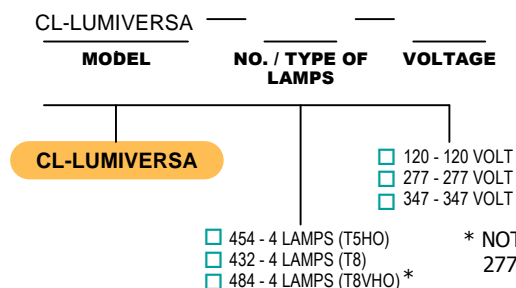 CL-LUMIVERSA — —
MODEL
NO. / TYPE OF
LAMPS
VOLTAGE
CL-LUMIVERSA
120 - 120 VOLT
277 - 277 VOLT
347 - 347 VOLT
454 - 4 LAMPS (T5HO)
432 - 4 LAMPS (T8)
484 - 4 LAMPS (T8VHO) *
*
277